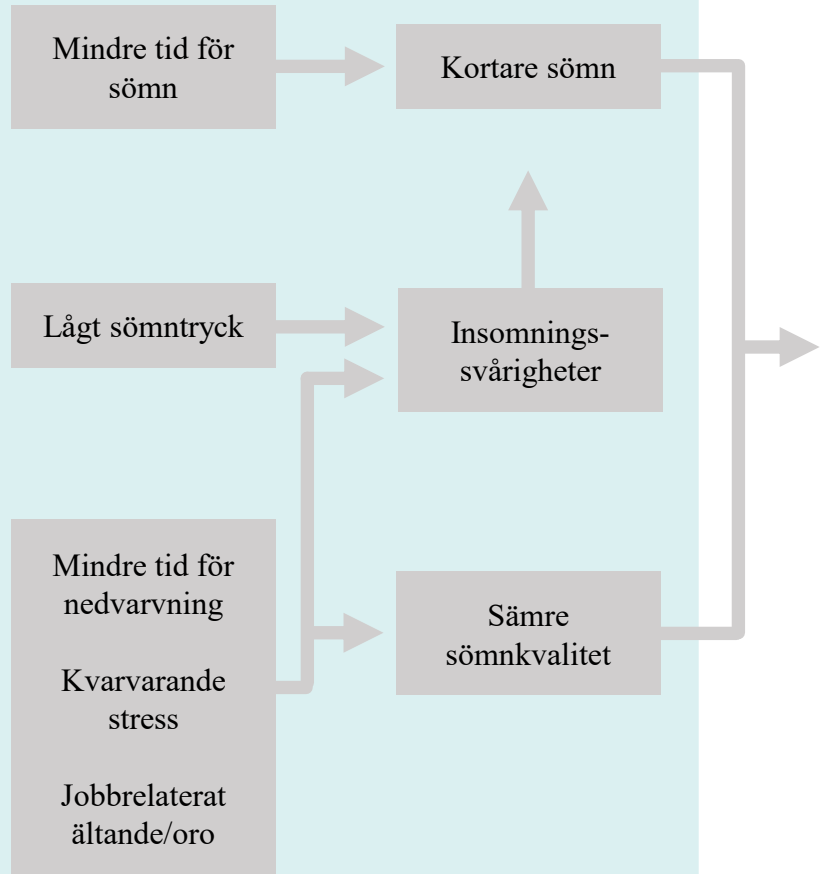 Mindre tid för
sömn
Kortare sömn
Lågt sömntryck
Insomnings-
svårigheter
Mindre tid för
nedvarvning
Kvarvarande
stress
Jobbrelaterat
ältande/oro
Sämre
sömnkvalitet